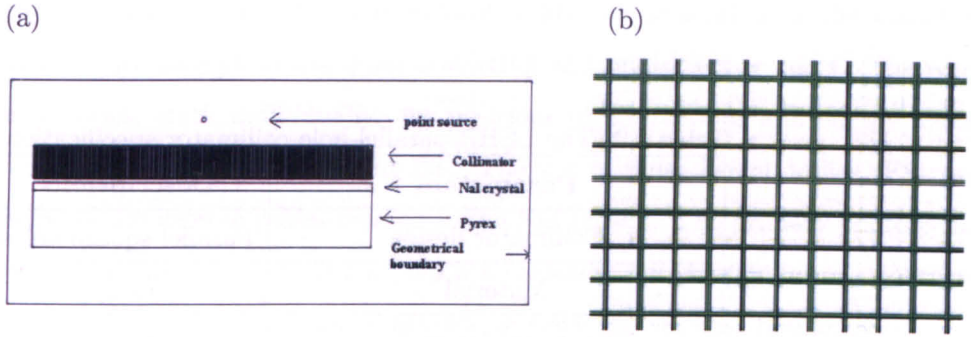 (a)
(b)
point source
Collimator
NaI crystal
Pyrex
Geometrical
boundary